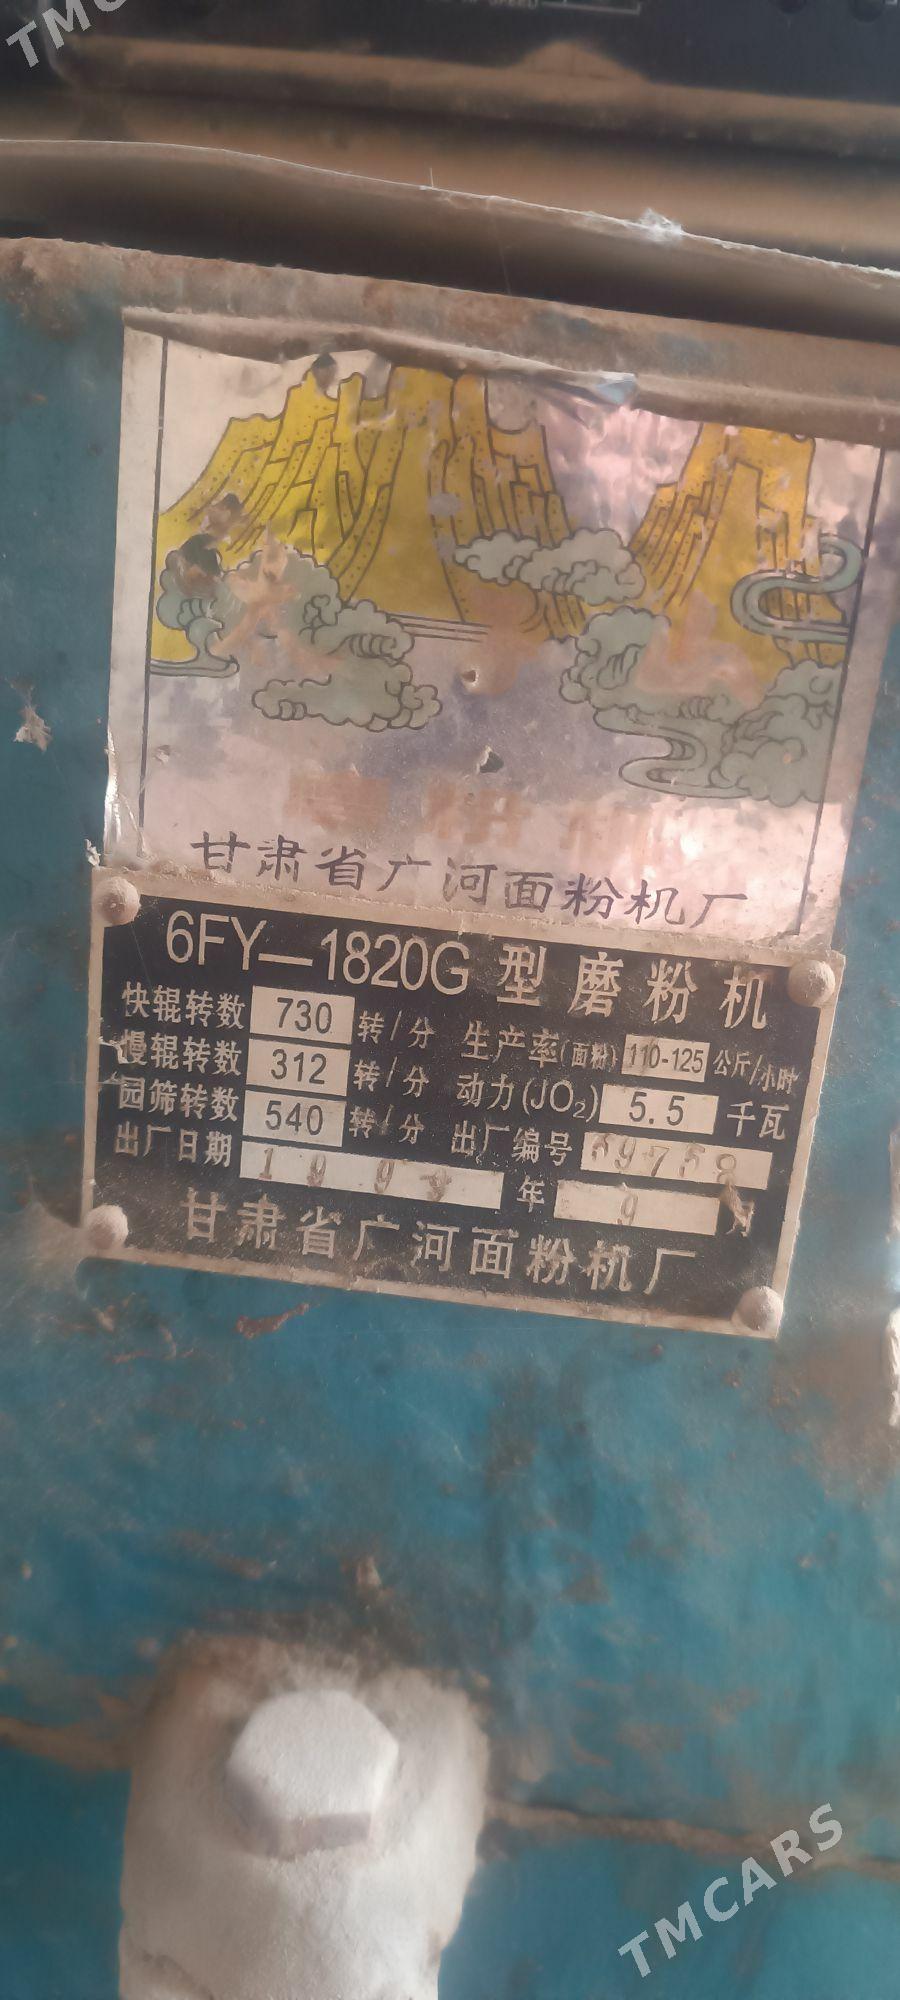 甘肃省广河面粉机厂
6FY—1820G 型磨粉机
快辊转数 730 转/分 生产率(面粉) 110-125 公斤/小时
慢辊转数 312 转/分 动力(JO₂) 5.5 千瓦
园筛转数 540 转/分 出厂编号
出厂日期 199 年 9 月
甘肃省广河面粉机厂
TMCARS